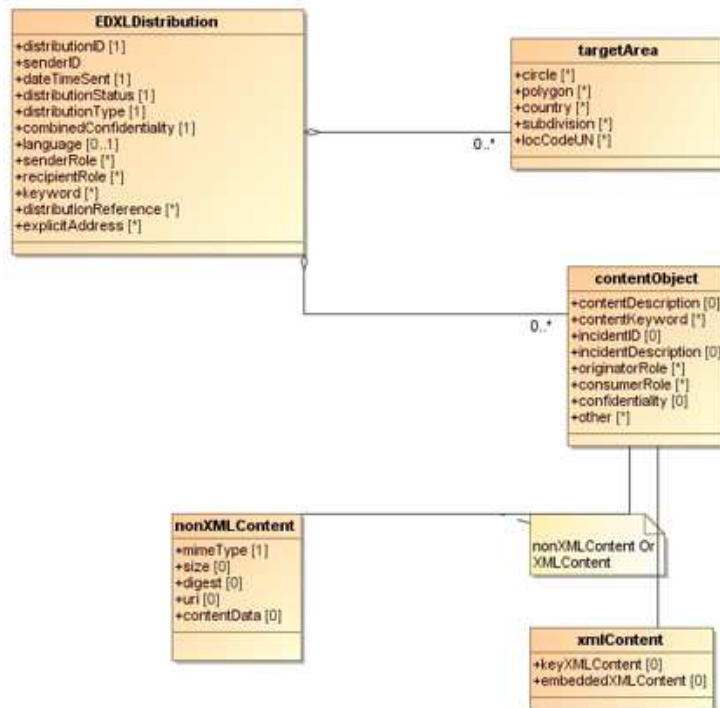 EDXLDistribution
+distributionID [1]
+senderID
+dateTimeSent [1]
+distributionStatus [1]
+distributionType [1]
+combinedConfidentiality [1]
+language [0..1]
+senderRole [*]
+recipientRole [*]
+keyword [*]
+distributionReference [*]
+explicitAddress [*]
targetArea
+circle [*]
+polygon [*]
+country [*]
+subdivision [*]
+locCodeUN [*]
0..*
contentObject
+contentDescription [0]
+contentKeyword [*]
+incidentID [0]
+incidentDescription [0]
+originatorRole [*]
+consumerRole [*]
+confidentiality [0]
+other [*]
0..*
nonXMLContent
+mimeType [1]
+size [0]
+digest [0]
+uri [0]
+contentData [0]
nonXMLContent Or
XMLContent
xmlContent
+keyXMLContent [0]
+embeddedXMLContent [0]